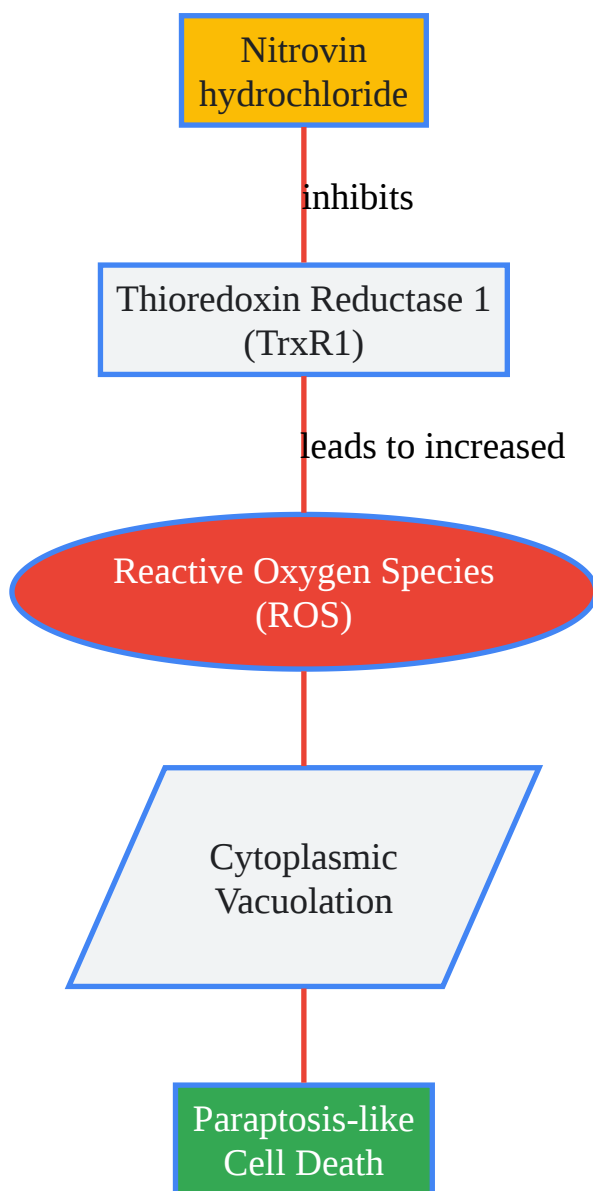 Nitrovin
hydrochloride
inhibits
Thioredoxin Reductase 1
(TrxR1)
leads to increased
Reactive Oxygen Species
(ROS)
Cytoplasmic
Vacuolation
Paraptosis-like
Cell Death